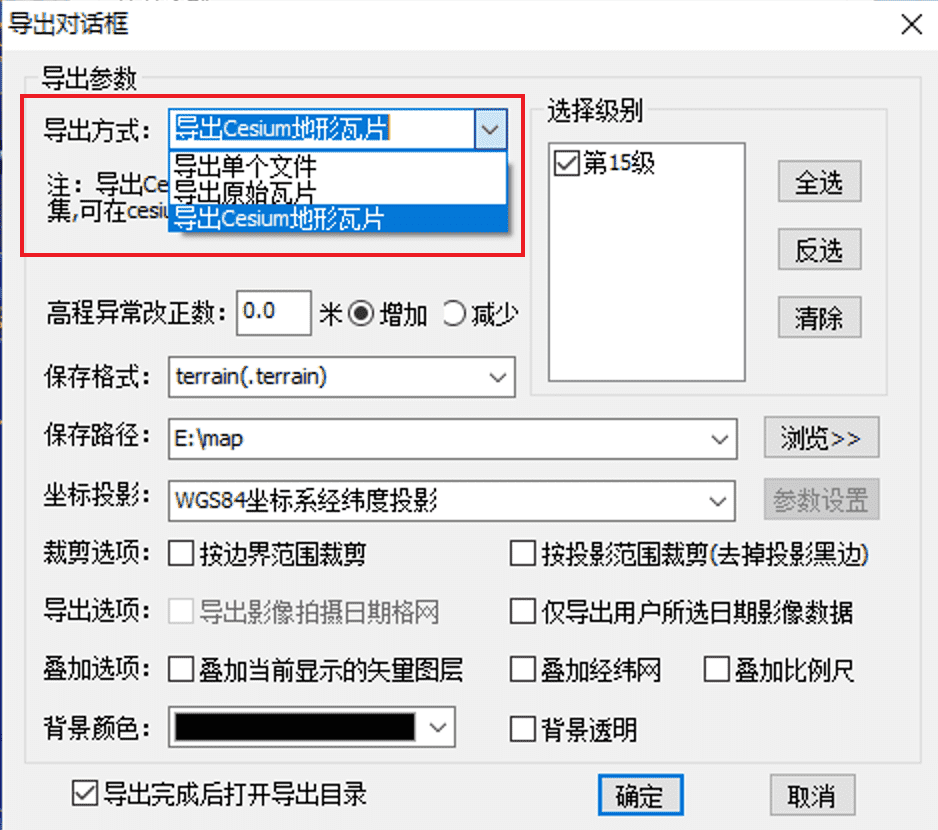 导出对话框
导出参数
导出方式：
导出Cesium地形瓦片
导出单个文件
导出原始瓦片
导出Cesium地形瓦片
注：导出Ce
集,可在cesiu
选择级别
第15级
全选
反选
清除
高程异常改正数：
0.0
米
增加
减少
保存格式：
terrain(.terrain)
保存路径：
E:\map
浏览>>
坐标投影：
WGS84坐标系经纬度投影
参数设置
裁剪选项：
按边界范围裁剪
按投影范围裁剪(去掉投影黑边)
导出选项：
导出影像拍摄日期格网
仅导出用户所选日期影像数据
叠加选项：
叠加当前显示的矢量图层
叠加经纬网
叠加比例尺
背景颜色：
背景透明
导出完成后打开导出目录
确定
取消